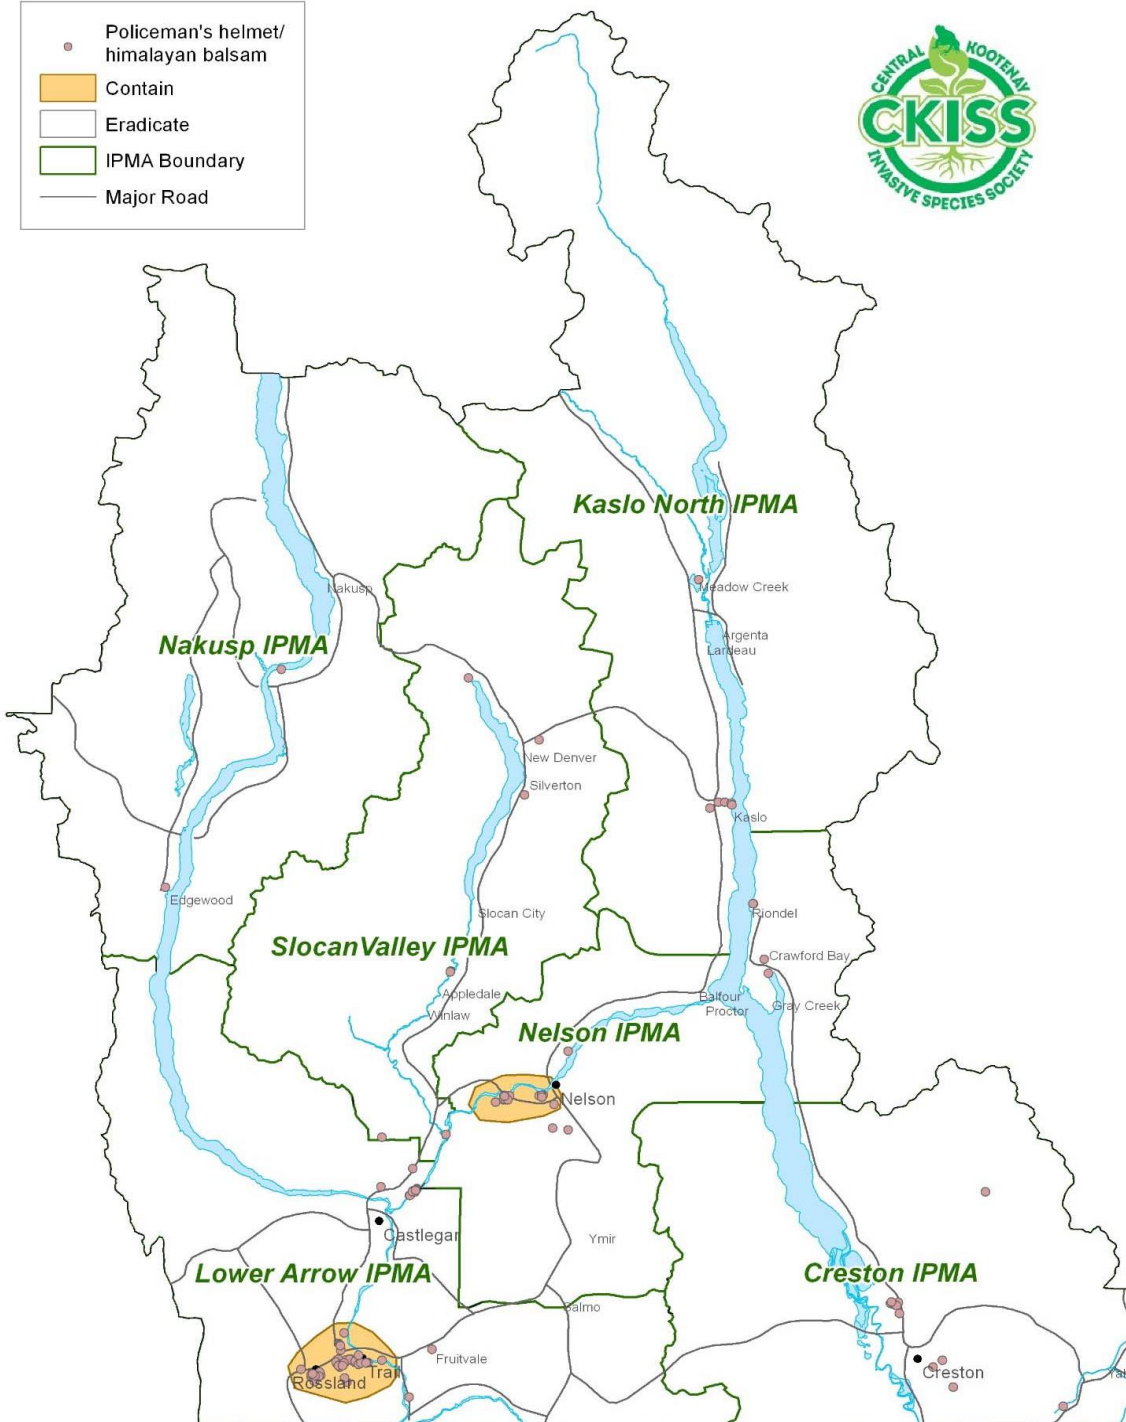 Policeman's helmet/
himalayan balsam
Contain
Eradicate
IPMA Boundary
Major Road
CENTRAL KOOTENAY
CKISS
INVASIVE SPECIES SOCIETY
Kaslo North IPMA
Meadow Creek
Nakusp
Argenta
Lardeau
Nakusp IPMA
New Denver
Silverton
Kaslo
Edgewood
Slocan City
Riondel
SlocanValley IPMA
Crawford Bay
Appledale
Balfour
Gray Creek
Proctor
Winlaw
Nelson IPMA
Nelson
Castlegar
Ymir
Lower Arrow IPMA
Creston IPMA
Salmo
Fruitvale
Trail
Rossland
Creston